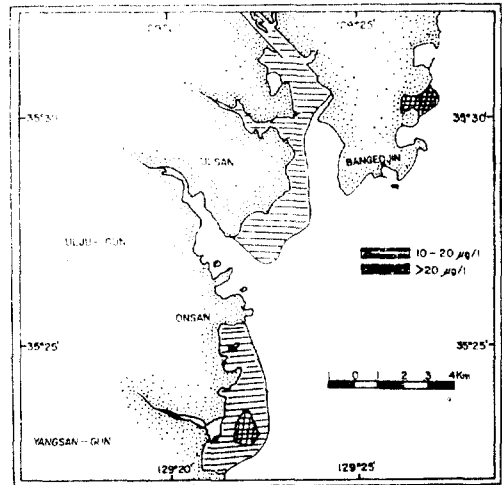 129°25'
35°30'
35°30'
ULSAN
BANGEOJIN
ULJU-GUN
10-20 µg/l
>20 µg/l
ONSAN
35°25'
35°25'
1 0 1 2 3 4Km
YANGSAN-GUN
129°20'
129°25'